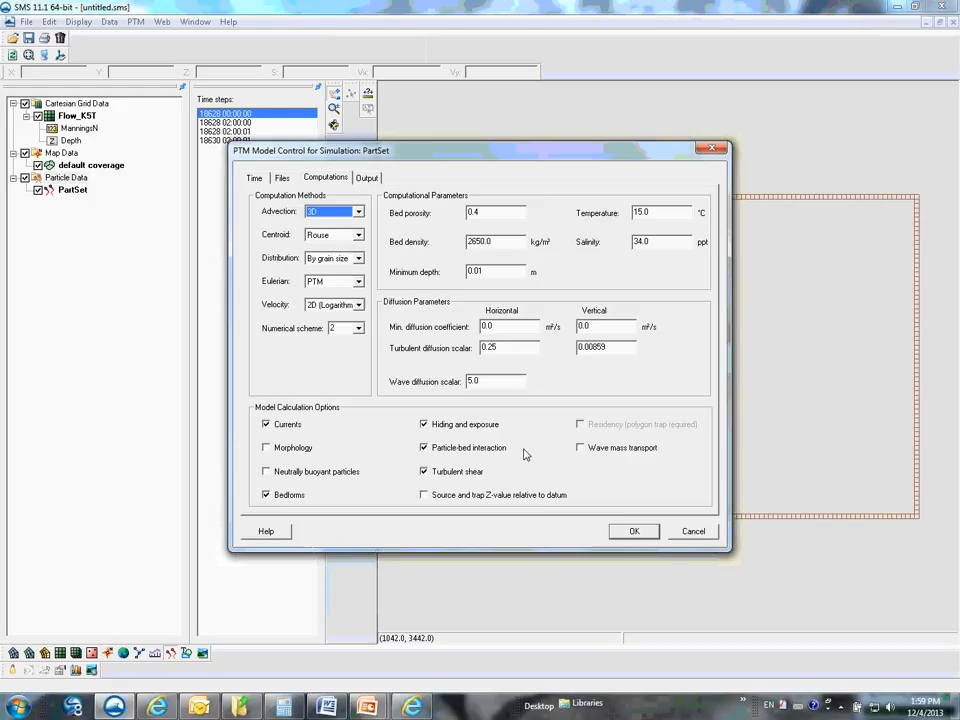 SMS 11.1 64-bit - [untitled.sms]
File Edit Display Data PTM Web Window Help
X: Y: Z: S: Vx: Vy:
Cartesian Grid Data
Flow_K5T
ManningsN
Depth
Map Data
default coverage
Particle Data
PartSet
Time steps:
18628 00:00:00
18628 02:00:00
18628 02:00:01
PTM Model Control for Simulation: PartSet
Time Files Computations Output
Computation Methods
Advection: 3D
Centroid: Rouse
Distribution: By grain size
Eulerian: PTM
Velocity: 2D (Logarithm
Numerical scheme: 2
Computational Parameters
Bed porosity: 0.4 Temperature: 15.0 °C
Bed density: 2650.0 kg/m³ Salinity: 34.0 ppt
Minimum depth: 0.01 m
Diffusion Parameters
Horizontal Vertical
Min. diffusion coefficient: 0.0 m²/s 0.0 m²/s
Turbulent diffusion scalar: 0.25 0.00859
Wave diffusion scalar: 5.0
Model Calculation Options
Currents Hiding and exposure Residency (polygon trap required)
Morphology Particle-bed interaction Wave mass transport
Neutrally buoyant particles Turbulent shear
Bedforms Source and trap Z-value relative to datum
Help OK Cancel
(1042.0, 3442.0)
Desktop Libraries EN 1:59 PM
12/4/2013